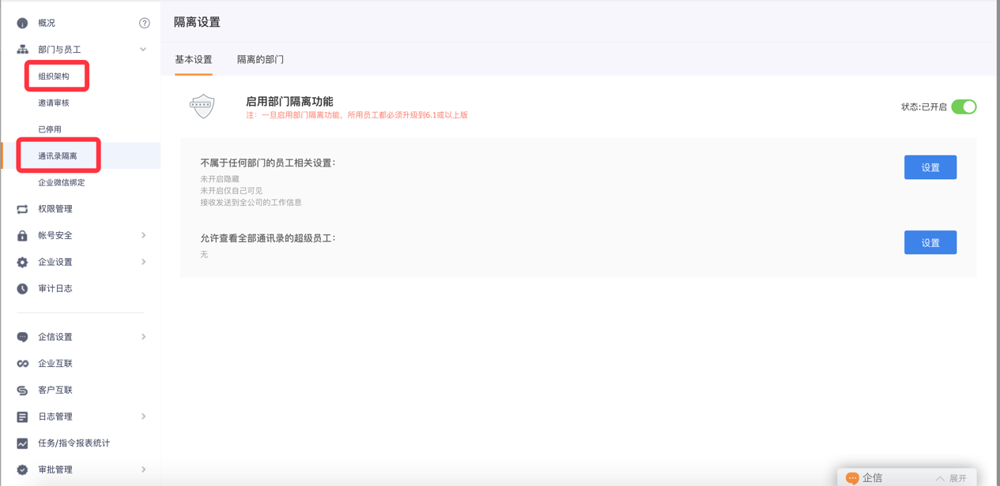 概况
部门与员工
组织架构
邀请审核
已停用
通讯录隔离
企业微信绑定
权限管理
帐号安全
企业设置
审计日志
企信设置
企业互联
客户互联
日志管理
任务/指令报表统计
审批管理
隔离设置
基本设置 隔离的部门
启用部门隔离功能
注：一旦启用部门隔离功能，所用员工都必须升级到6.1或以上版
状态:已开启
不属于任何部门的员工相关设置：
未开启隐藏
未开启仅自己可见
接收发送到全公司的工作信息
设置
允许查看全部通讯录的超级员工：
无
设置
企信 展开